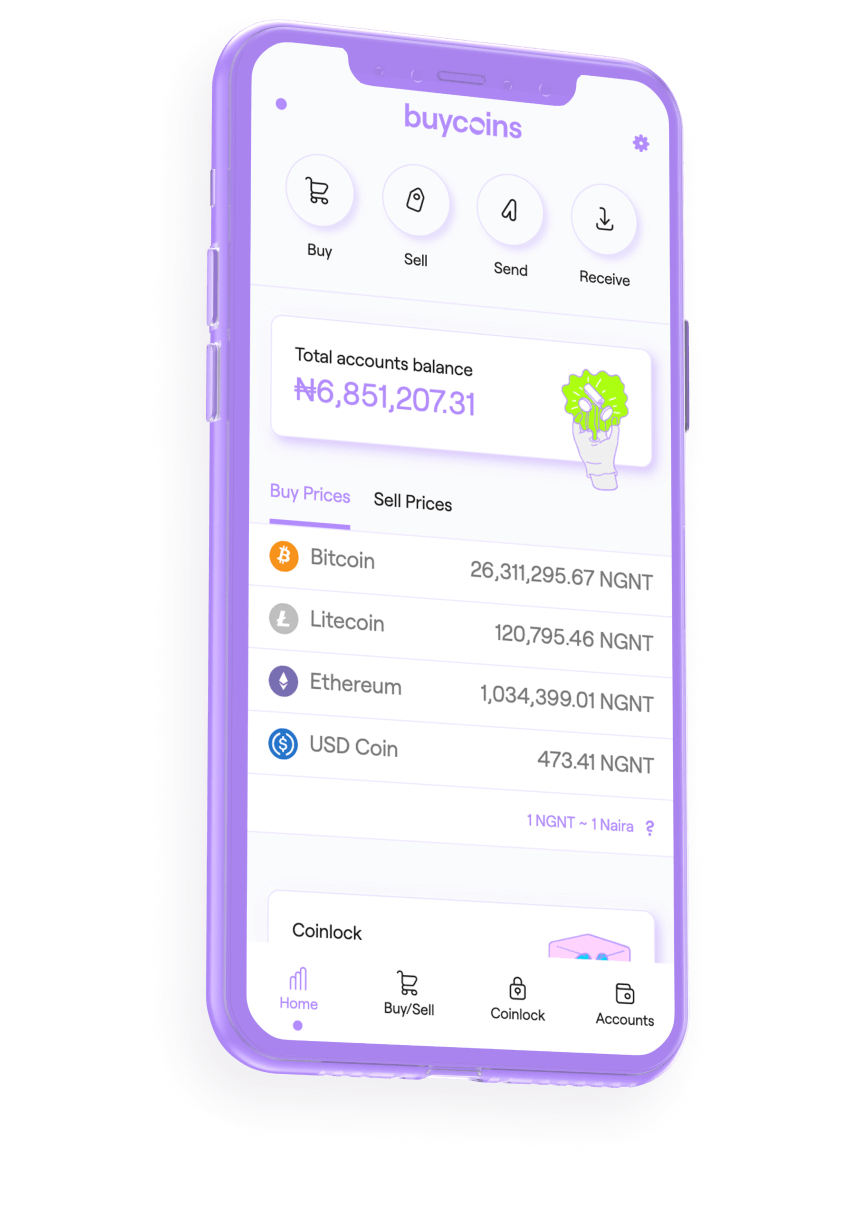 buycoins
Buy
Sell
Send
Receive
Total accounts balance
₦6,851,207.31
Buy Prices Sell Prices
Bitcoin 26,311,295.67 NGNT
Litecoin 120,795.46 NGNT
Ethereum 1,034,399.01 NGNT
USD Coin 473.41 NGNT
1 NGNT ~ 1 Naira ?
Coinlock
Home
Buy/Sell
Coinlock
Accounts